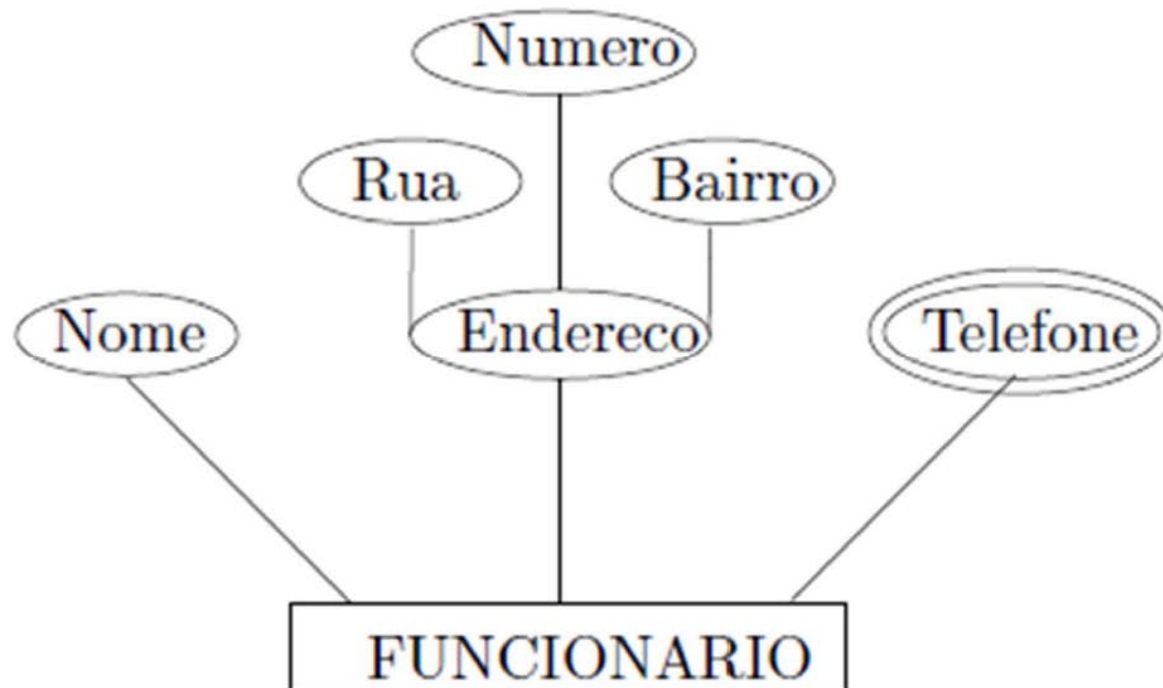 Numero
Rua
Bairro
Nome
Endereco
Telefone
FUNCIONARIO